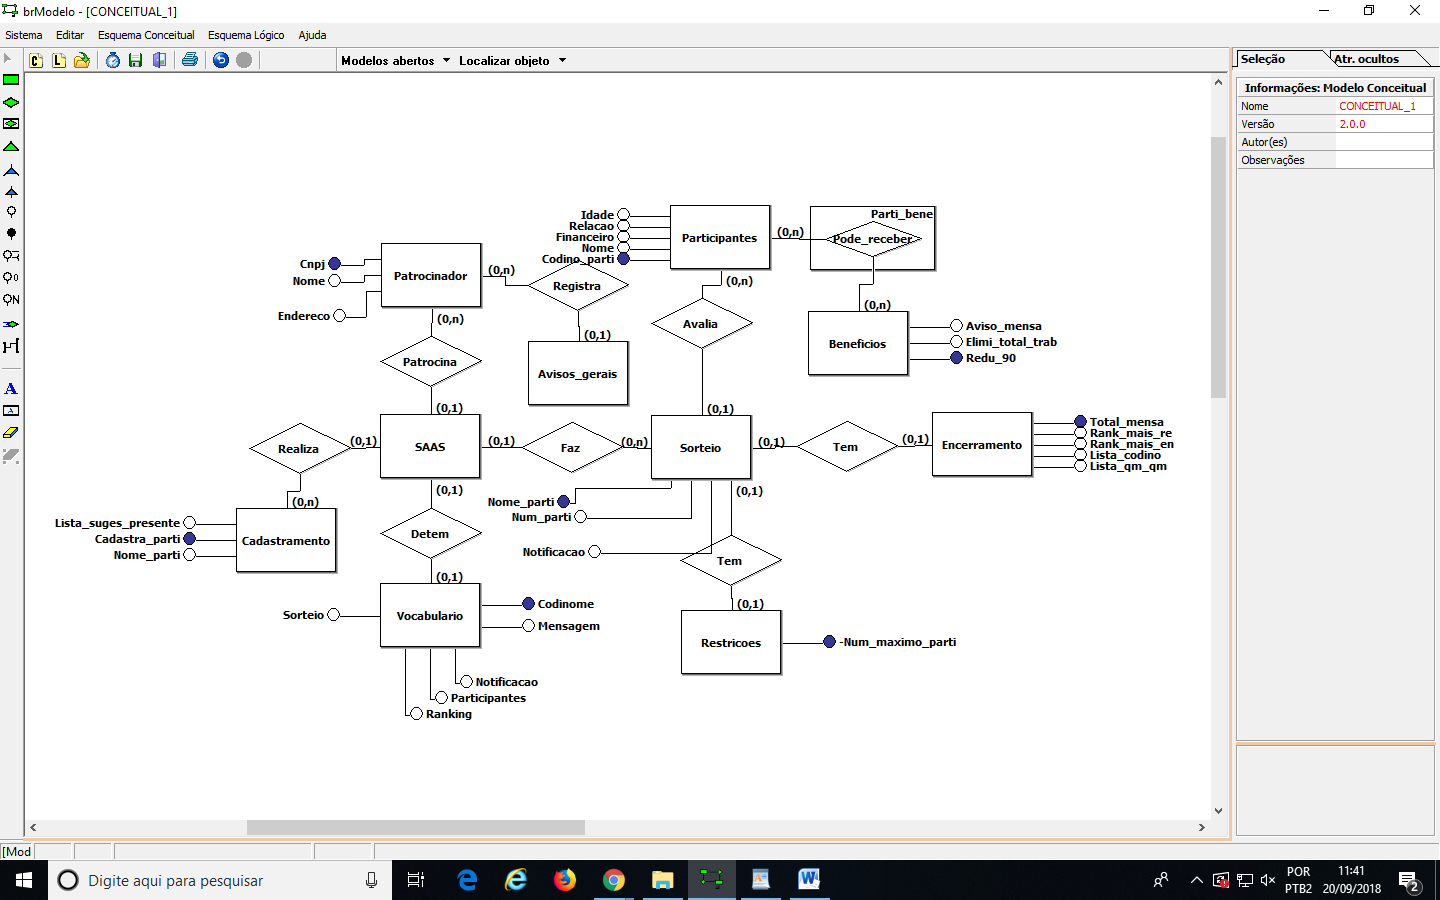 brModelo - [CONCEITUAL_1]
Sistema Editar Esquema Conceitual Esquema Lógico Ajuda
C L Modelos abertos Localizar objeto
Seleção Atr. ocultos
Informações: Modelo Conceitual
Nome CONCEITUAL_1
Versão 2.0.0
Autor(es)
Observações
Idade
Relacao
Financeiro
Nome
Codino_parti
Participantes
(0,n)
Parti_bene
Pode_receber
Cnpj
Nome
Endereco
Patrocinador
(0,n)
Registra
(0,n)
(0,n)
(0,n)
Avalia
Patrocina
(0,1)
Avisos_gerais
Beneficios
Aviso_mensa
Elimi_total_trab
Redu_90
(0,1)
(0,1)
Realiza
(0,1)
SAAS
(0,1)
Faz
(0,n)
Sorteio
(0,1)
Tem
(0,1)
Encerramento
Total_mensa
Rank_mais_re
Rank_mais_en
Lista_codino
Lista_qm_qm
(0,n)
(0,1)
(0,1)
Nome_parti
Num_parti
Notificacao
Lista_suges_presente
Cadastra_parti
Nome_parti
Cadastramento
Detem
Tem
(0,1)
(0,1)
Sorteio
Vocabulario
Codinome
Mensagem
Restricoes
-Num_maximo_parti
Notificacao
Participantes
Ranking
[Mod
Digite aqui para pesquisar
POR
PTB2
11:41
20/09/2018
2